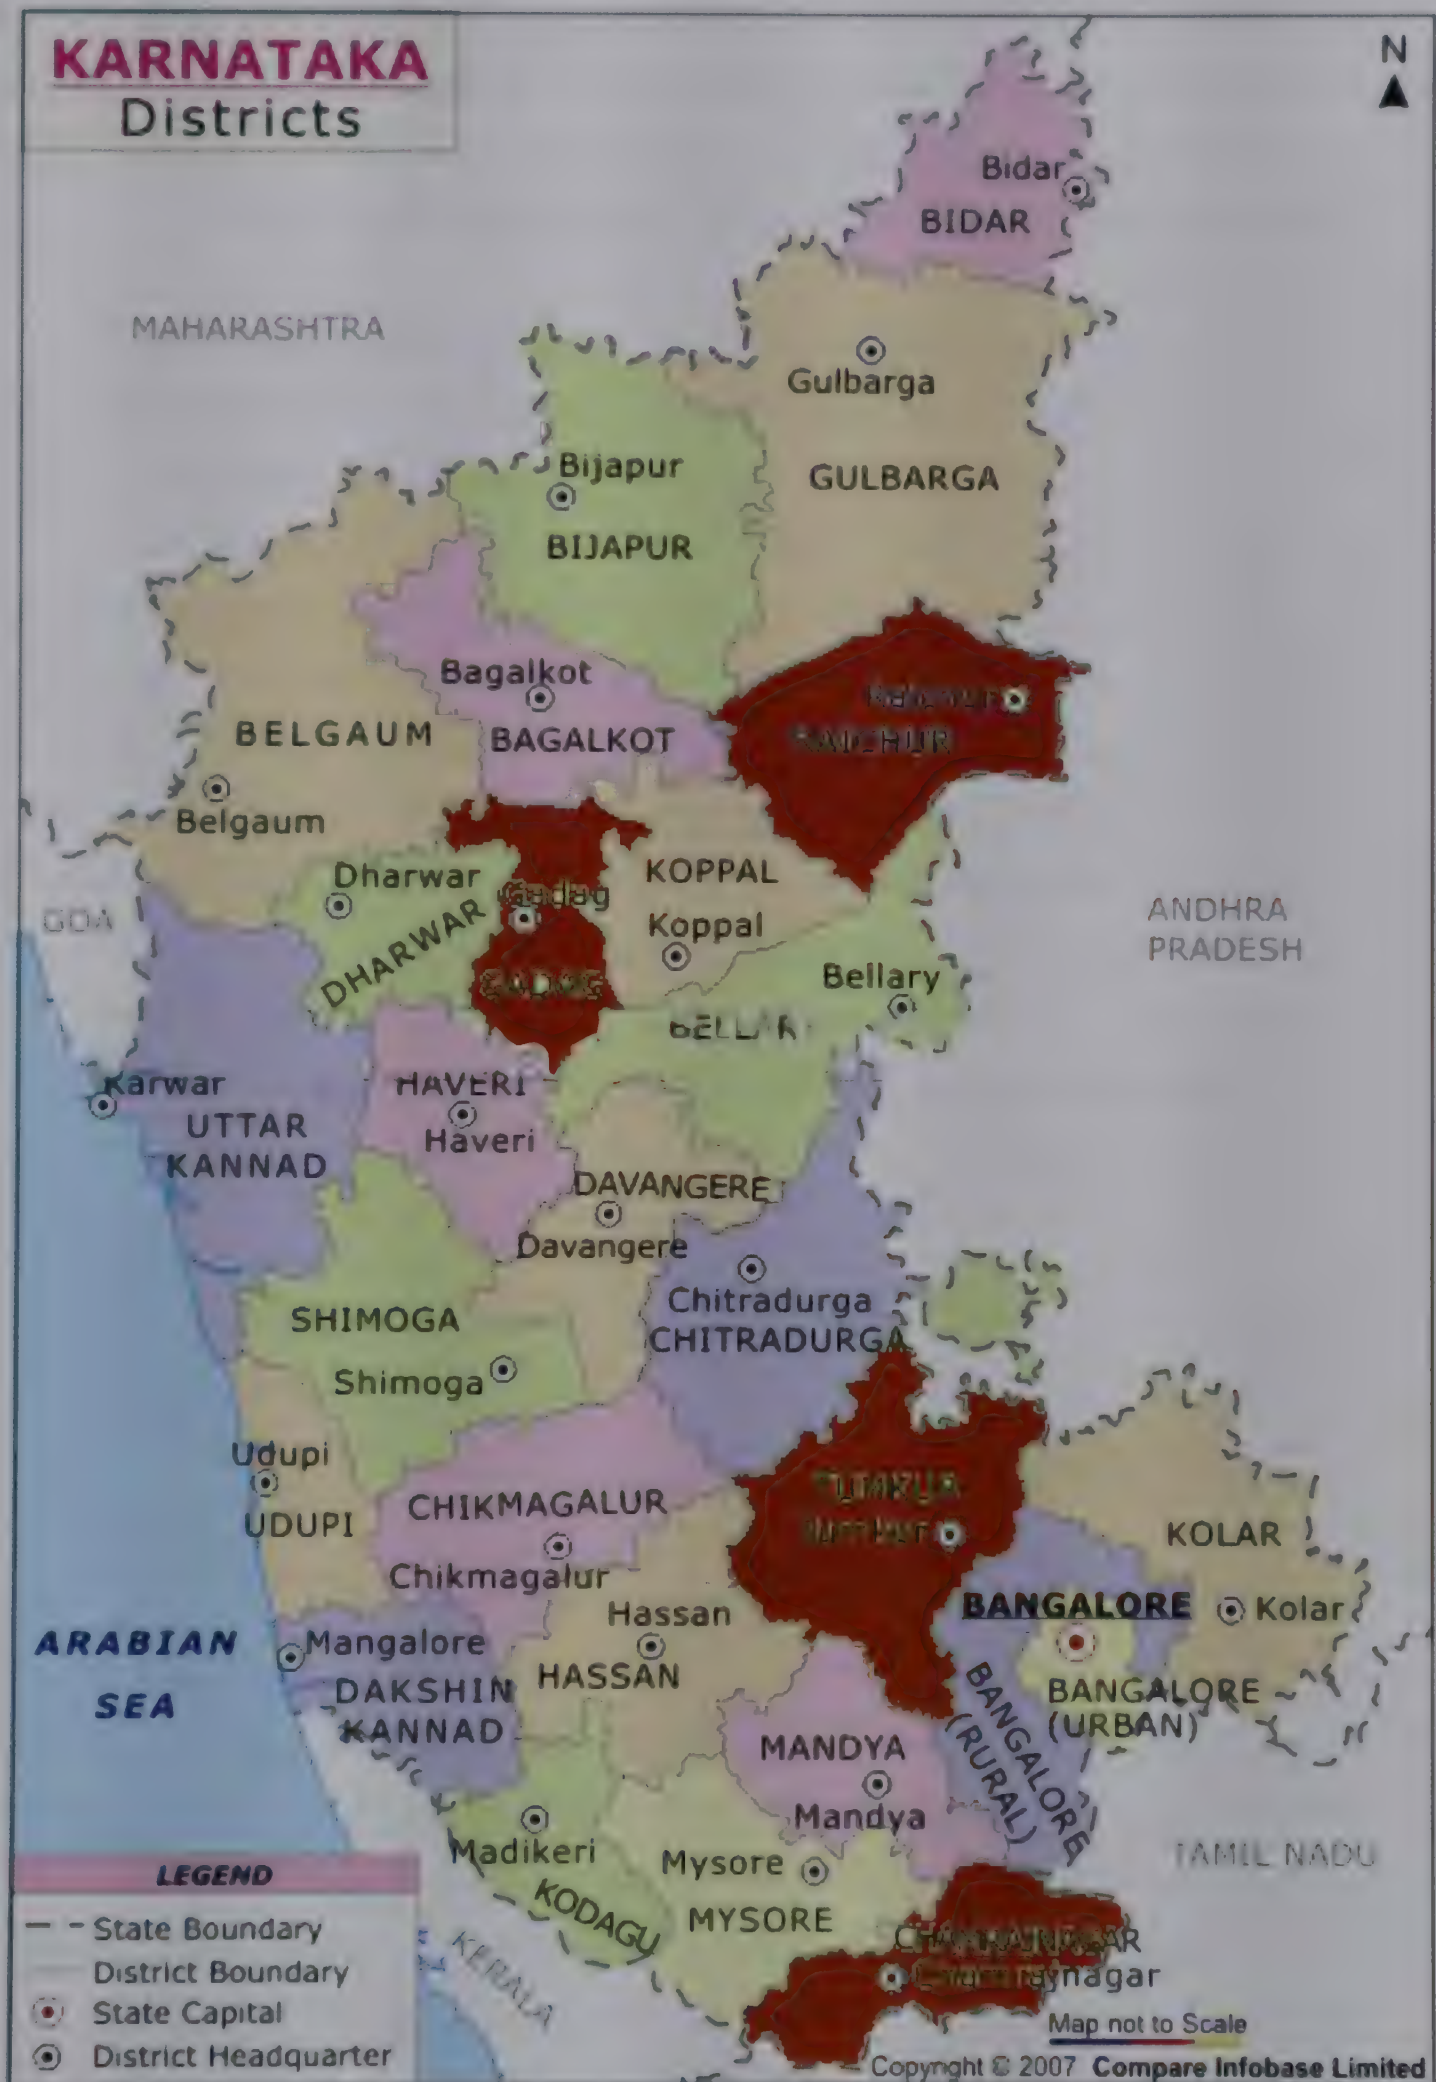 KARNATAKA
Districts
N
Bidar
BIDAR
MAHARASHTRA
Gulbarga
GULBARGA
Bijapur
BIJAPUR
Bagalkot
BAGALKOT
BELGAUM
Belgaum
RAICHUR
Dharwar
DHARWAR
Gadag
KOPPAL
Koppal
GOA
ANDHRA
PRADESH
Bellary
Karwar
UTTAR
KANNAD
HAVERI
Haveri
DAVANGERE
Davangere
Chitradurga
CHITRADURGA
SHIMOGA
Shimoga
Udupi
UDUPI
CHIKMAGALUR
Chikmagalur
KOLAR
Kolar
BANGALORE
BANGALORE
(URBAN)
BANGALORE
(RURAL)
Hassan
HASSAN
ARABIAN
SEA
Mangalore
DAKSHIN
KANNAD
MANDYA
Mandya
Madikeri
KODAGU
Mysore
MYSORE
TAMIL NADU
KERALA
LEGEND
State Boundary
District Boundary
State Capital
District Headquarter
Map not to Scale
Copyright © 2007 Compare Infobase Limited